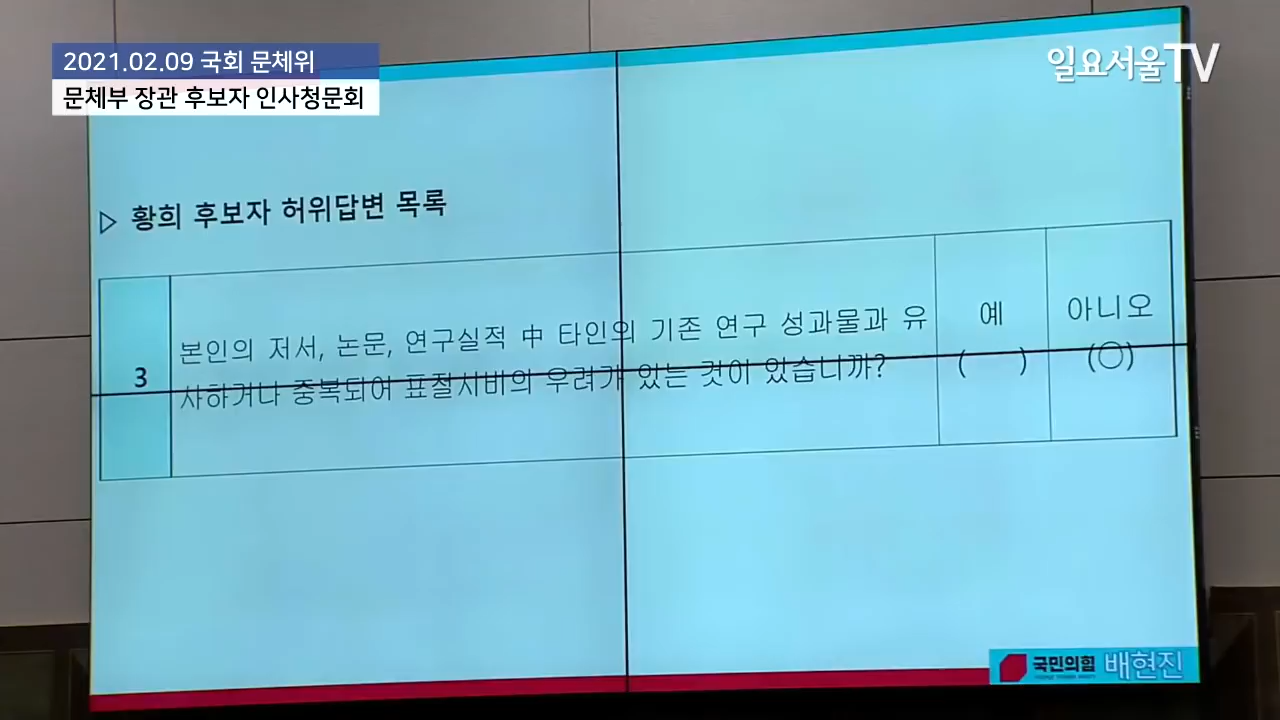 2021.02.09 국회 문체위
일요서울TV
문체부 장관 후보자 인사청문회
▷ 황희 후보자 허위답변 목록
3
본인의 저서, 논문, 연구실적 中 타인의 기존 연구 성과물과 유
사하거나 중복되어 표절시비의 우려가 있는 것이 있습니까?
예
( )
아니오
(○)
국민의힘 배현진